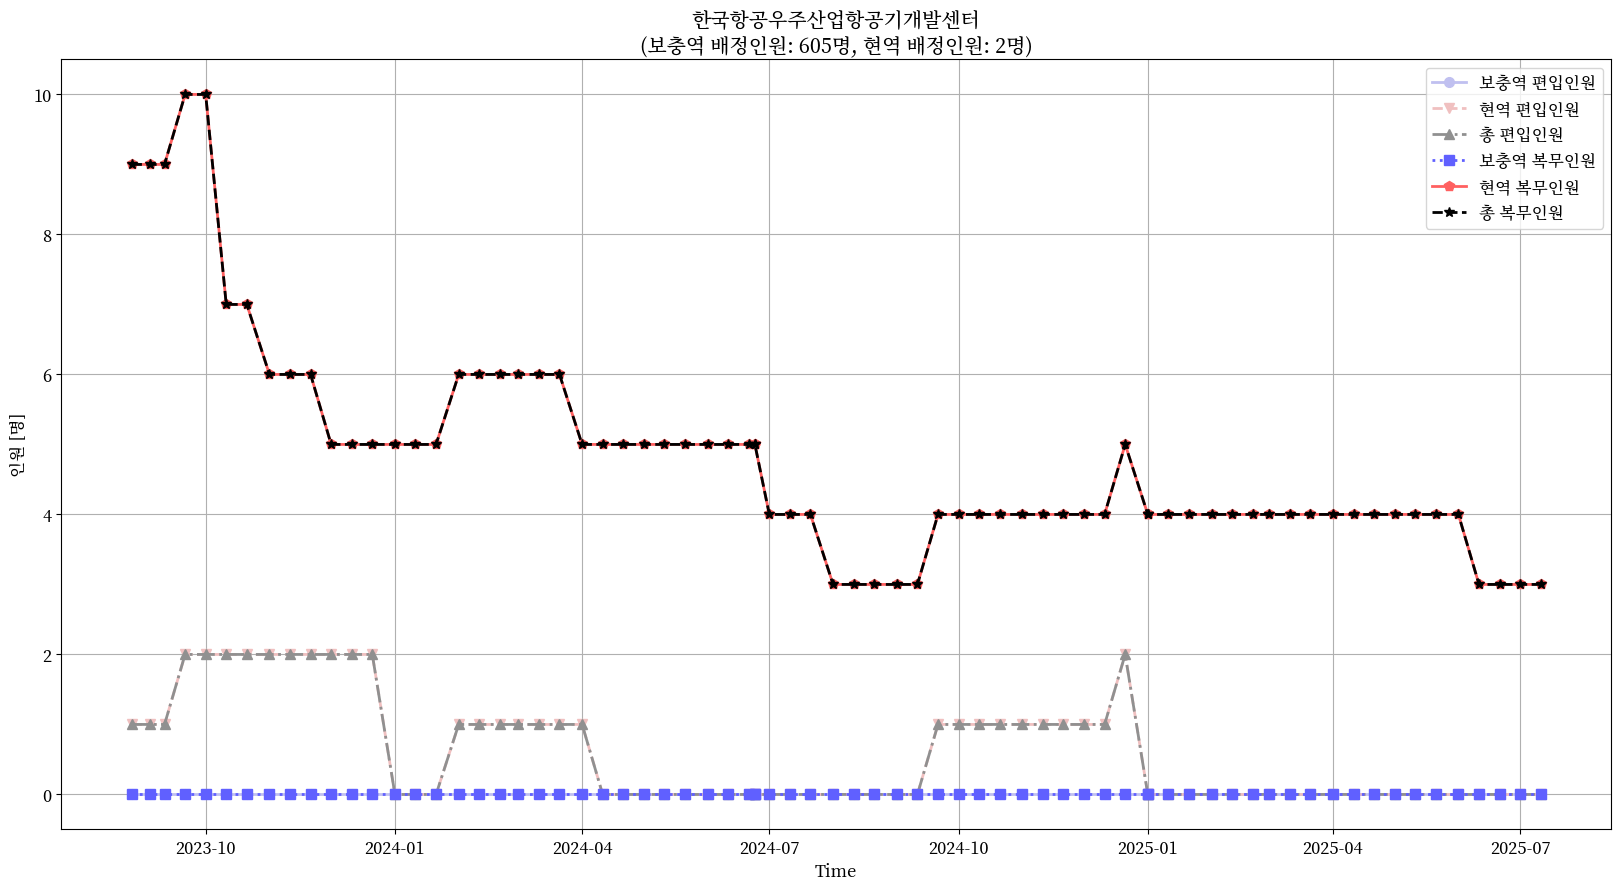 한국항공우주산업항공기개발센터
(보충역 배정인원: 605명, 현역 배정인원: 2명)
보충역 편입인원
현역 편입인원
총 편입인원
보충역 복무인원
현역 복무인원
총 복무인원
인원 [명]
10
8
6
4
2
0
2023-10
2024-01
2024-04
2024-07
2024-10
2025-01
2025-04
2025-07
Time